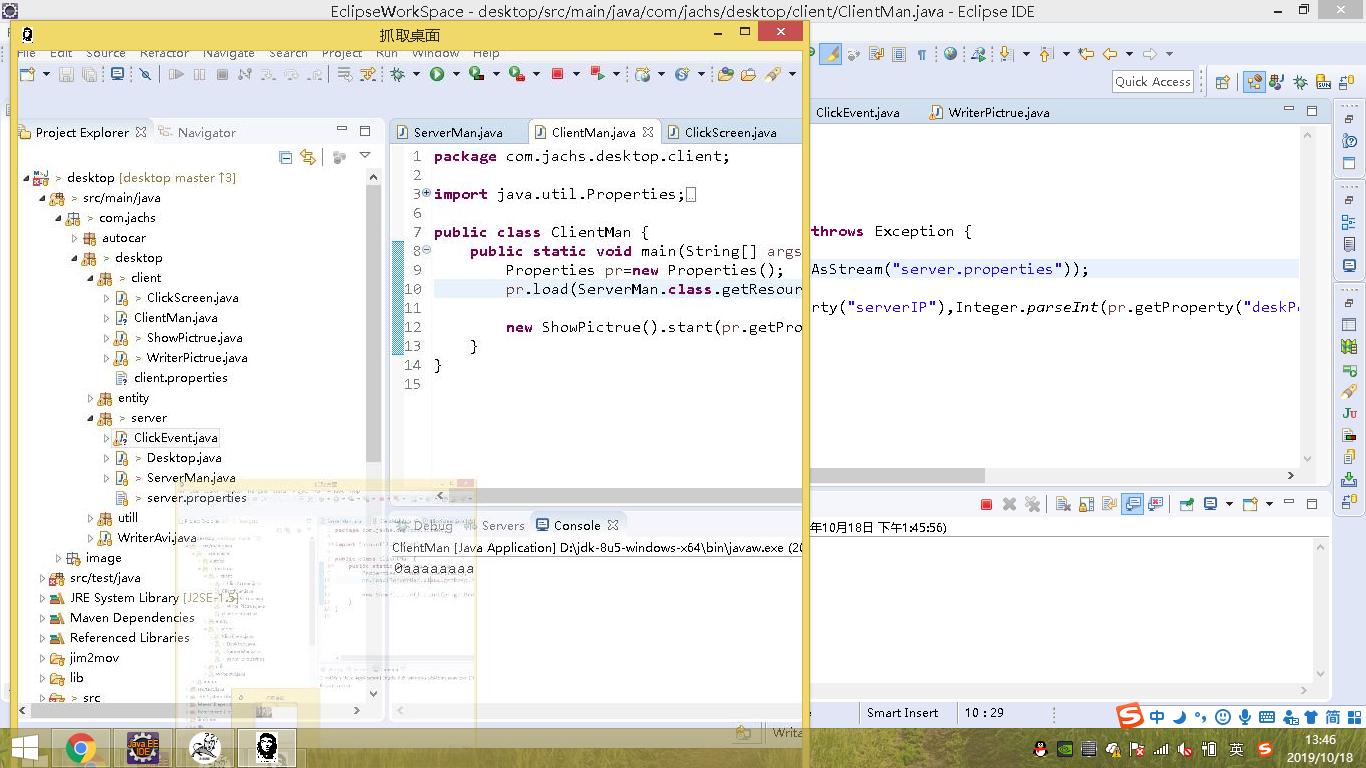 EclipseWorkSpace - desktop/src/main/java/com/jachs/desktop/client/ClientMan.java - Eclipse IDE
抓取桌面
File Edit Source Refactor Navigate Search Project Run Window Help
Quick Access
Project Explorer
Navigator
> desktop [desktop master ↑3]
> src/main/java
> com.jachs
autocar
> desktop
> client
> ClickScreen.java
> ClientMan.java
> ShowPictrue.java
> WriterPictrue.java
client.properties
entity
> server
> ClickEvent.java
> Desktop.java
> ServerMan.java
> server.properties
utill
> WriterAvi.java
image
src/test/java
JRE System Library [J2SE-1.5]
Maven Dependencies
Referenced Libraries
jim2mov
lib
> src
ServerMan.java
ClientMan.java
ClickScreen.java
ClickEvent.java
WriterPictrue.java
1 package com.jachs.desktop.client;
2
3 import java.util.Properties;
6
7 public class ClientMan {
8 public static void main(String[] args throws Exception {
9 Properties pr=new Properties();
10 pr.load(ServerMan.class.getResour AsStream("server.properties"));
11
12 new ShowPictrue().start(pr.getPro rty("serverIP"),Integer.parseInt(pr.getProperty("deskP
13 }
14 }
15
Debug
Servers
Console
ClientMan [Java Application] D:\jdk-8u5-windows-x64\bin\javaw.exe (20
年10月18日 下午1:45:56)
0aaaaaaaa
Writa
Smart Insert
10 : 29
中
简
Java EE
IDE
英
13:46
2019/10/18